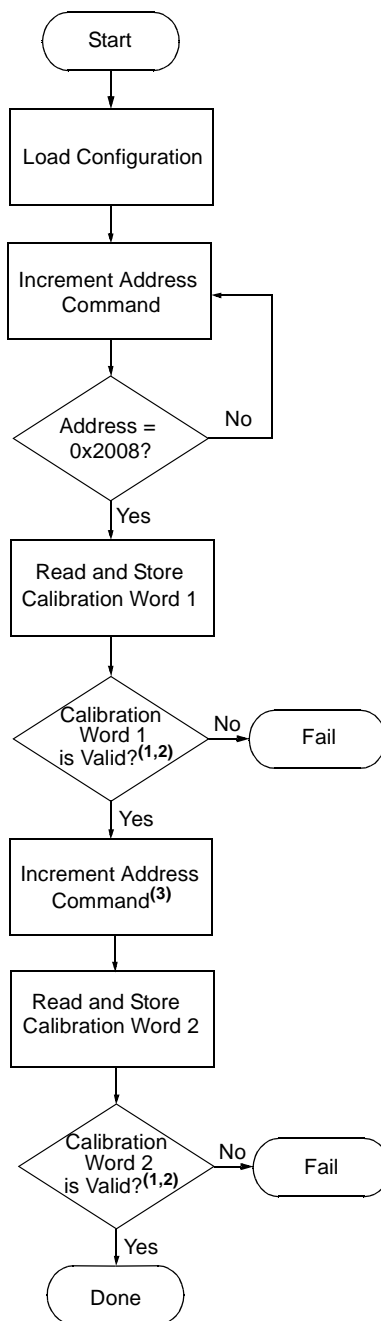 Start
Load Configuration
Increment Address
Command
Address =
0x2008?
No
Yes
Read and Store
Calibration Word 1
Calibration
Word 1
is Valid?(1,2)
No
Fail
Yes
Increment Address
Command(3)
Read and Store
Calibration Word 2
Calibration
Word 2
is Valid?(1,2)
No
Fail
Yes
Done